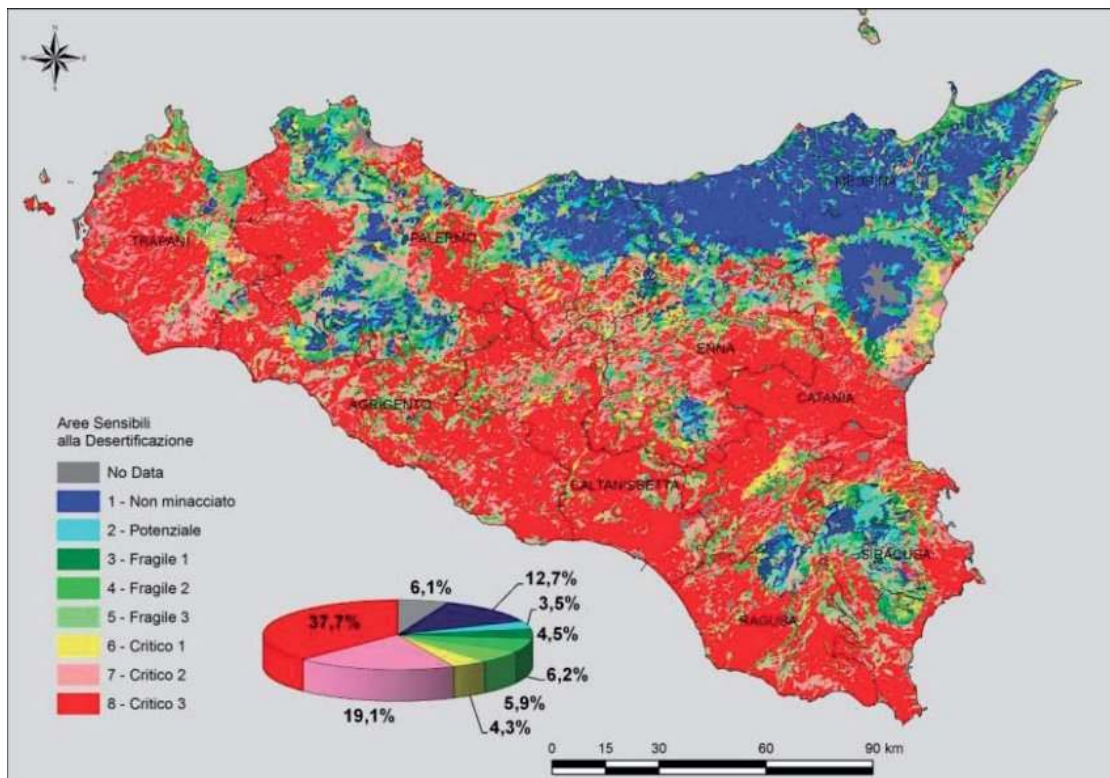 N
W
E
S
MESSINA
TRAPANI
PALERMO
ENNA
CATANIA
AGRIGENTO
CALTANISSETTA
SIRACUSA
RAGUSA
Aree Sensibili
alla Desertificazione
No Data
1 - Non minacciato
2 - Potenziale
3 - Fragile 1
4 - Fragile 2
5 - Fragile 3
6 - Critico 1
7 - Critico 2
8 - Critico 3
6,1%
12,7%
3,5%
4,5%
6,2%
5,9%
4,3%
19,1%
37,7%
0 15 30 60 90 km